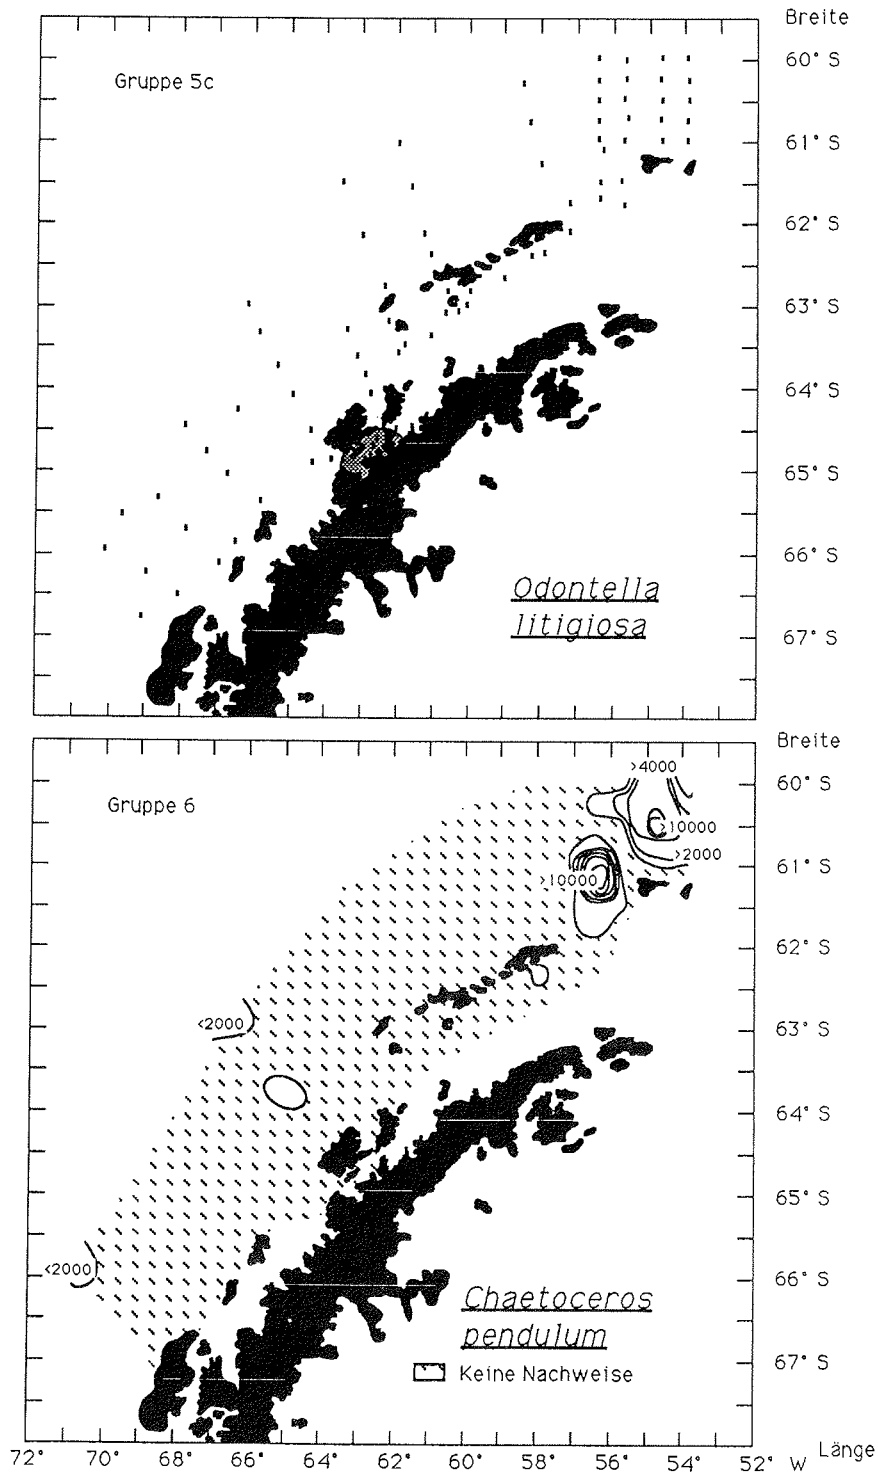 Breite
60° S
Gruppe 5c
61° S
62° S
63° S
64° S
65° S
66° S
Odontella
litigiosa
67° S
Breite
>4000
60° S
Gruppe 6
>10000
>2000
61° S
>10000
62° S
<2000
63° S
64° S
65° S
<2000
66° S
Chaetoceros
pendulum
67° S
Keine Nachweise
72° 70° 68° 66° 64° 62° 60° 58° 56° 54° 52° W Länge